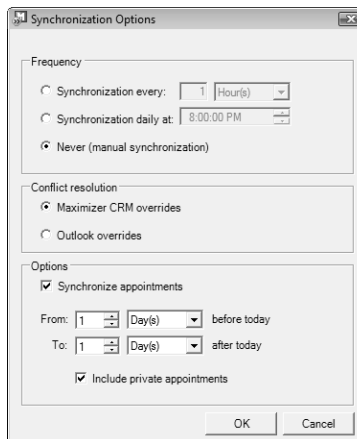 Synchronization Options
Frequency
Synchronization every: 1 Hour(s)
Synchronization daily at: 8:00:00 PM
Never (manual synchronization)
Conflict resolution
Maximizer CRM overrides
Outlook overrides
Options
Synchronize appointments
From: 1 Day(s) before today
To: 1 Day(s) after today
Include private appointments
OK Cancel